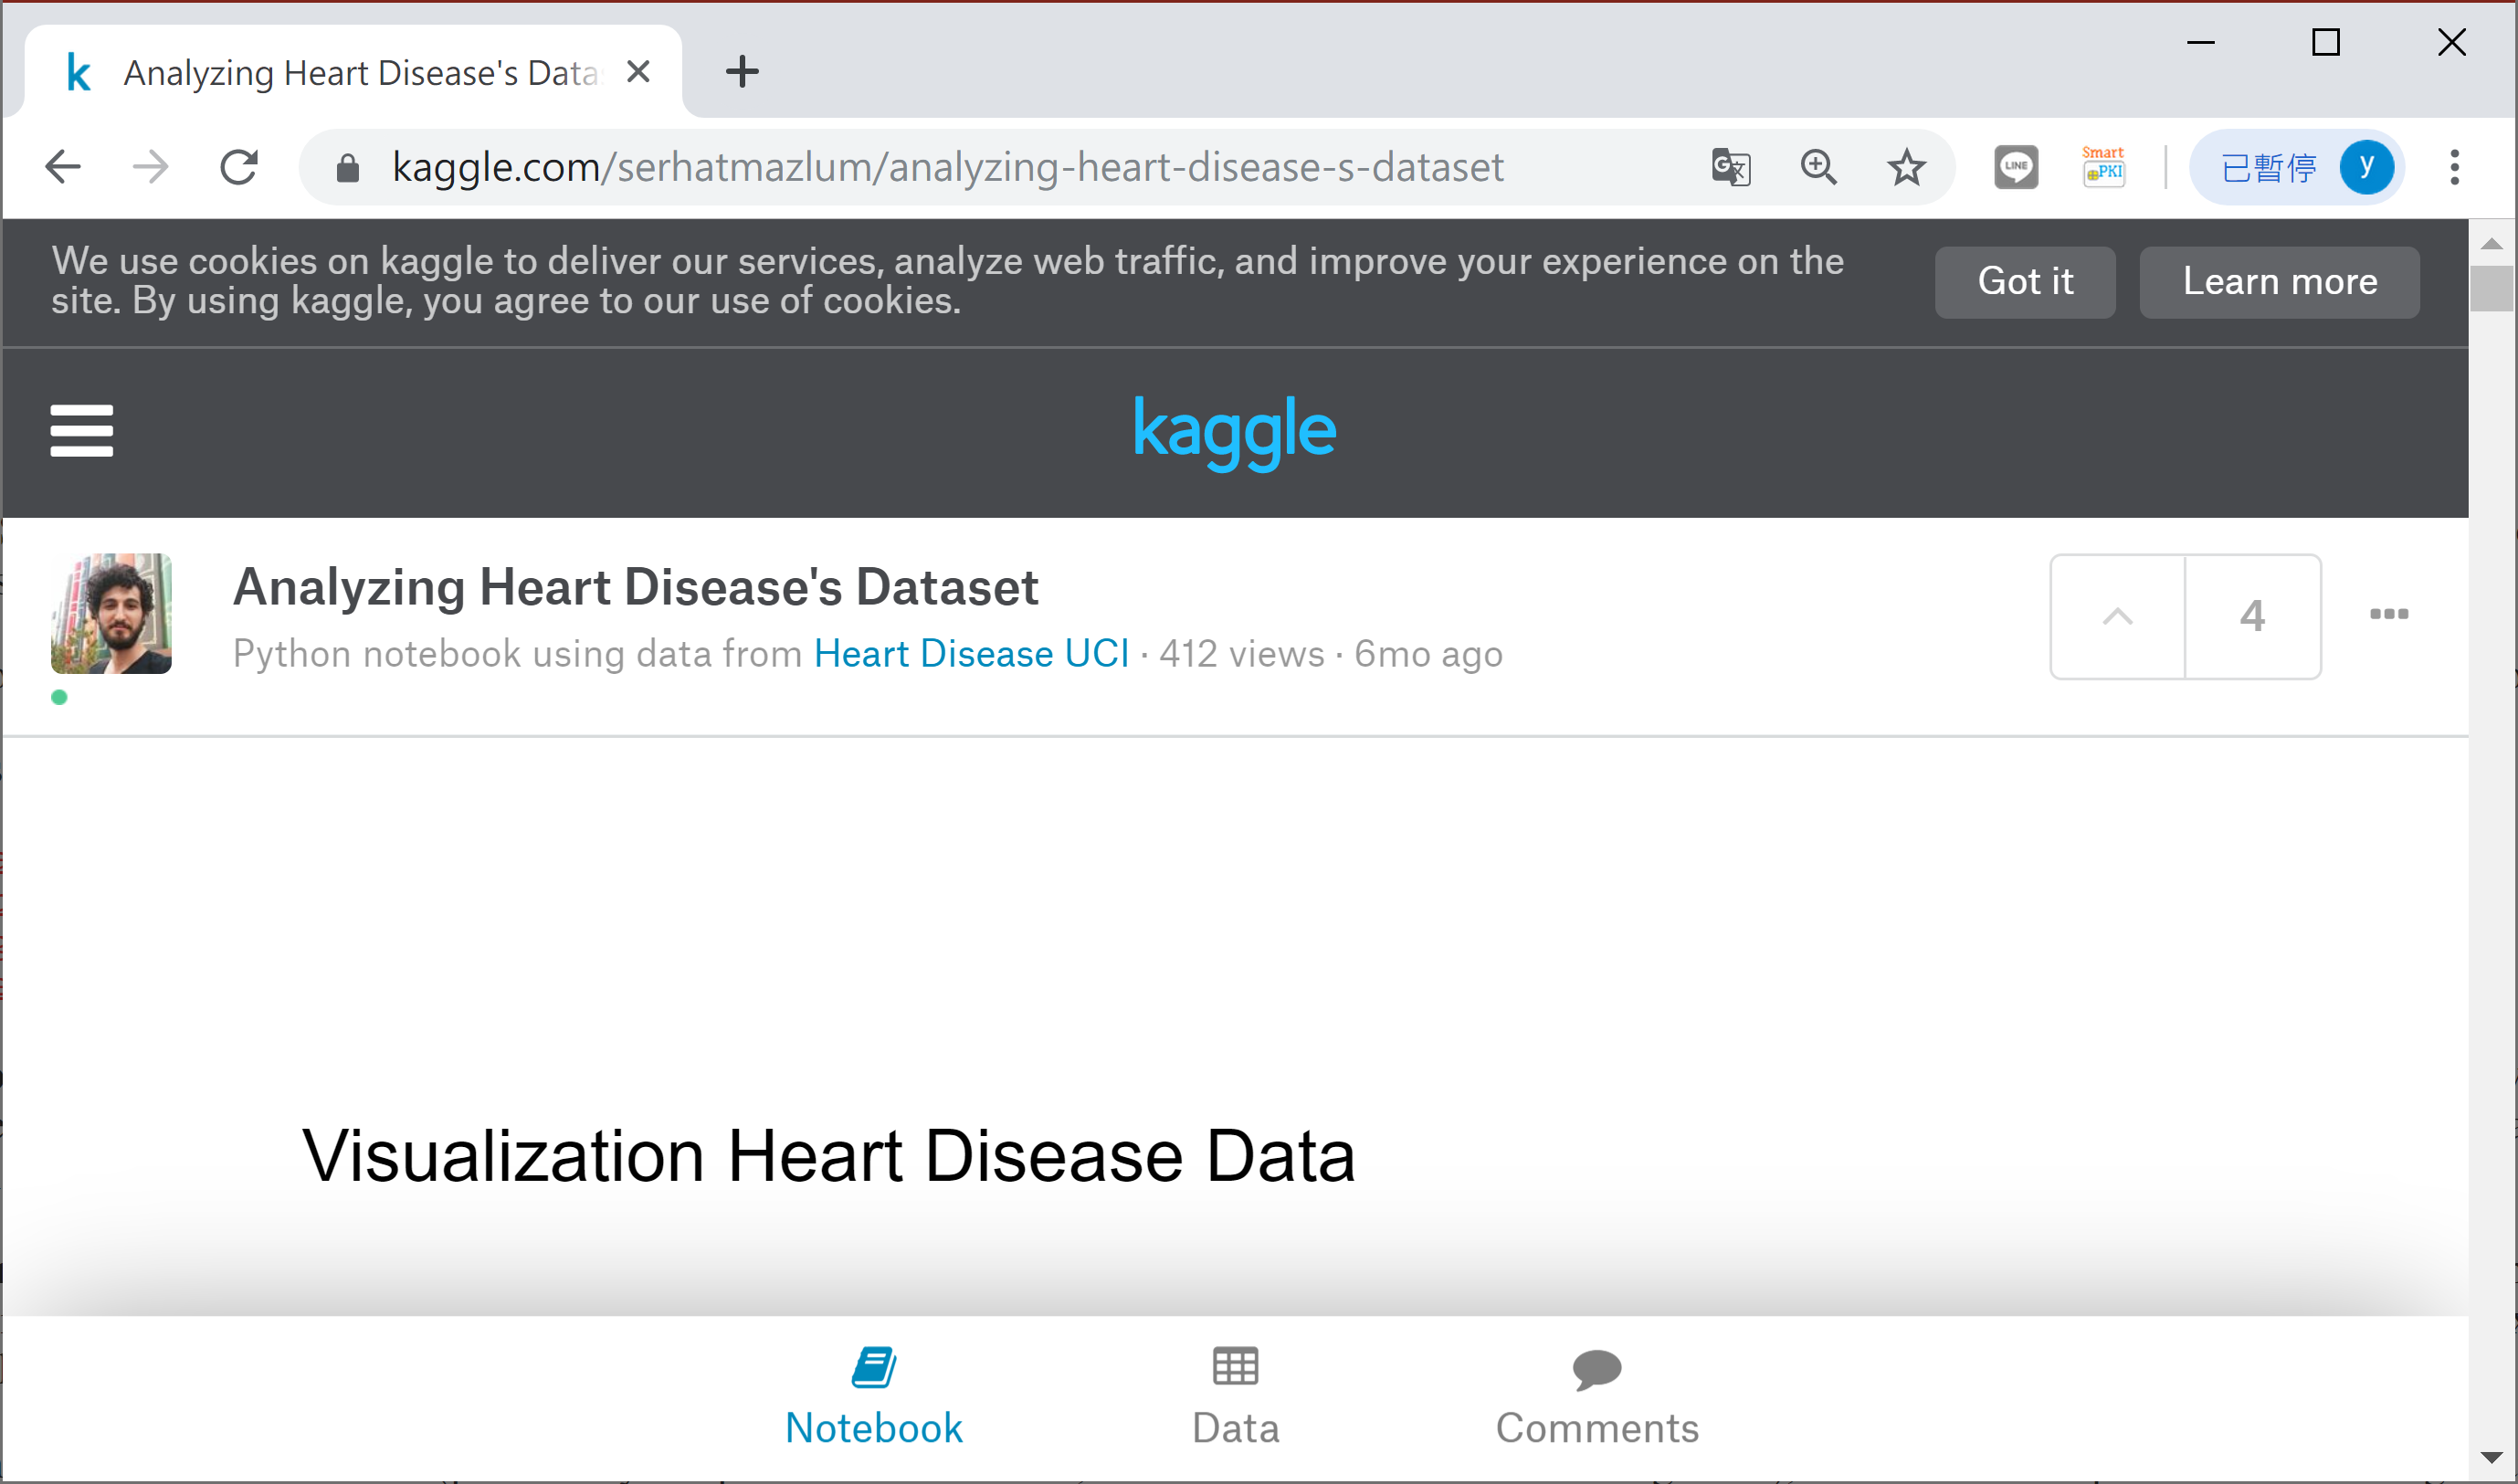 k Analyzing Heart Disease's Data
kaggle.com/serhatmazlum/analyzing-heart-disease-s-dataset
LINE
Smart
PKI
已暫停
y
We use cookies on kaggle to deliver our services, analyze web traffic, and improve your experience on the
site. By using kaggle, you agree to our use of cookies.
Got it
Learn more
kaggle
Analyzing Heart Disease's Dataset
Python notebook using data from Heart Disease UCI · 412 views · 6mo ago
4
Visualization Heart Disease Data
Notebook
Data
Comments